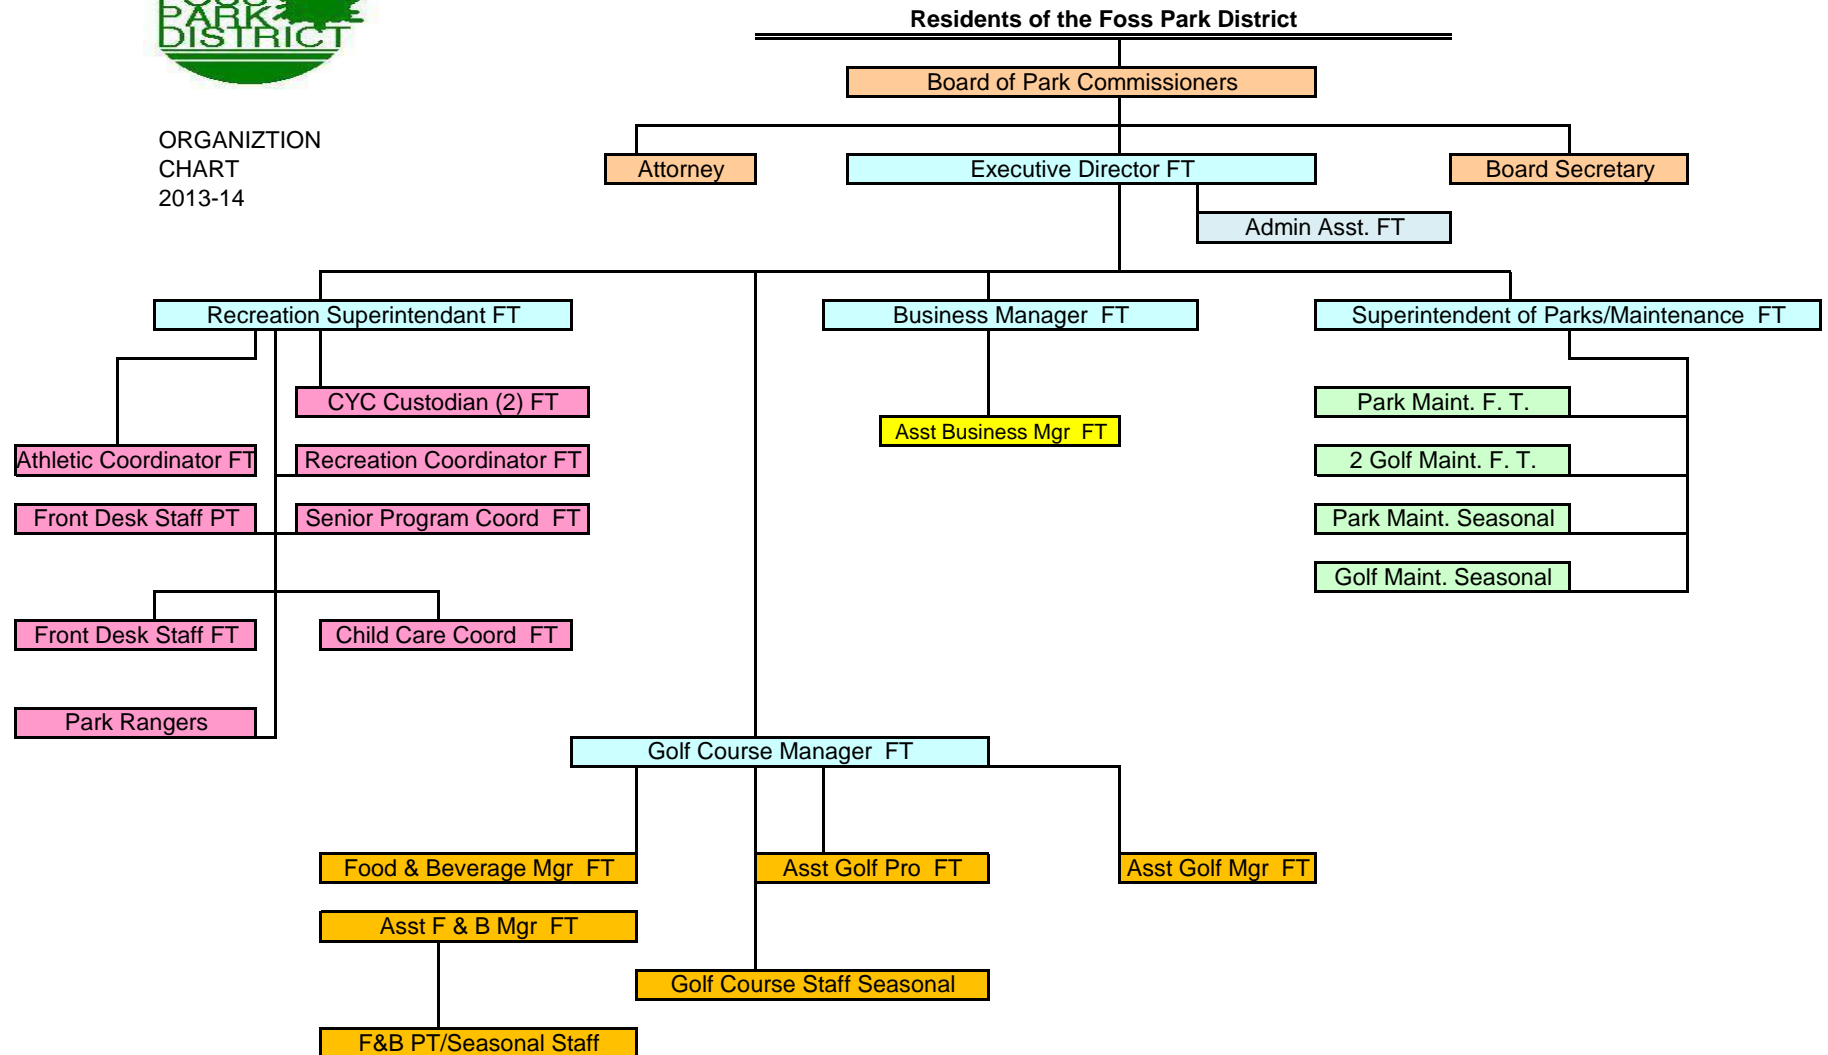 FOSS
PARK
DISTRICT
Residents of the Foss Park District
Board of Park Commissioners
ORGANIZTION
CHART
2013-14
Attorney
Executive Director FT
Board Secretary
Admin Asst. FT
Recreation Superintendant FT
Business Manager  FT
Superintendent of Parks/Maintenance  FT
CYC Custodian (2) FT
Park Maint. F. T.
Asst Business Mgr  FT
Athletic Coordinator FT
Recreation Coordinator FT
2 Golf Maint. F. T.
Front Desk Staff PT
Senior Program Coord  FT
Park Maint. Seasonal
Golf Maint. Seasonal
Front Desk Staff FT
Child Care Coord  FT
Park Rangers
Golf Course Manager  FT
Food & Beverage Mgr  FT
Asst Golf Pro  FT
Asst Golf Mgr  FT
Asst F & B Mgr  FT
Golf Course Staff Seasonal
F&B PT/Seasonal Staff